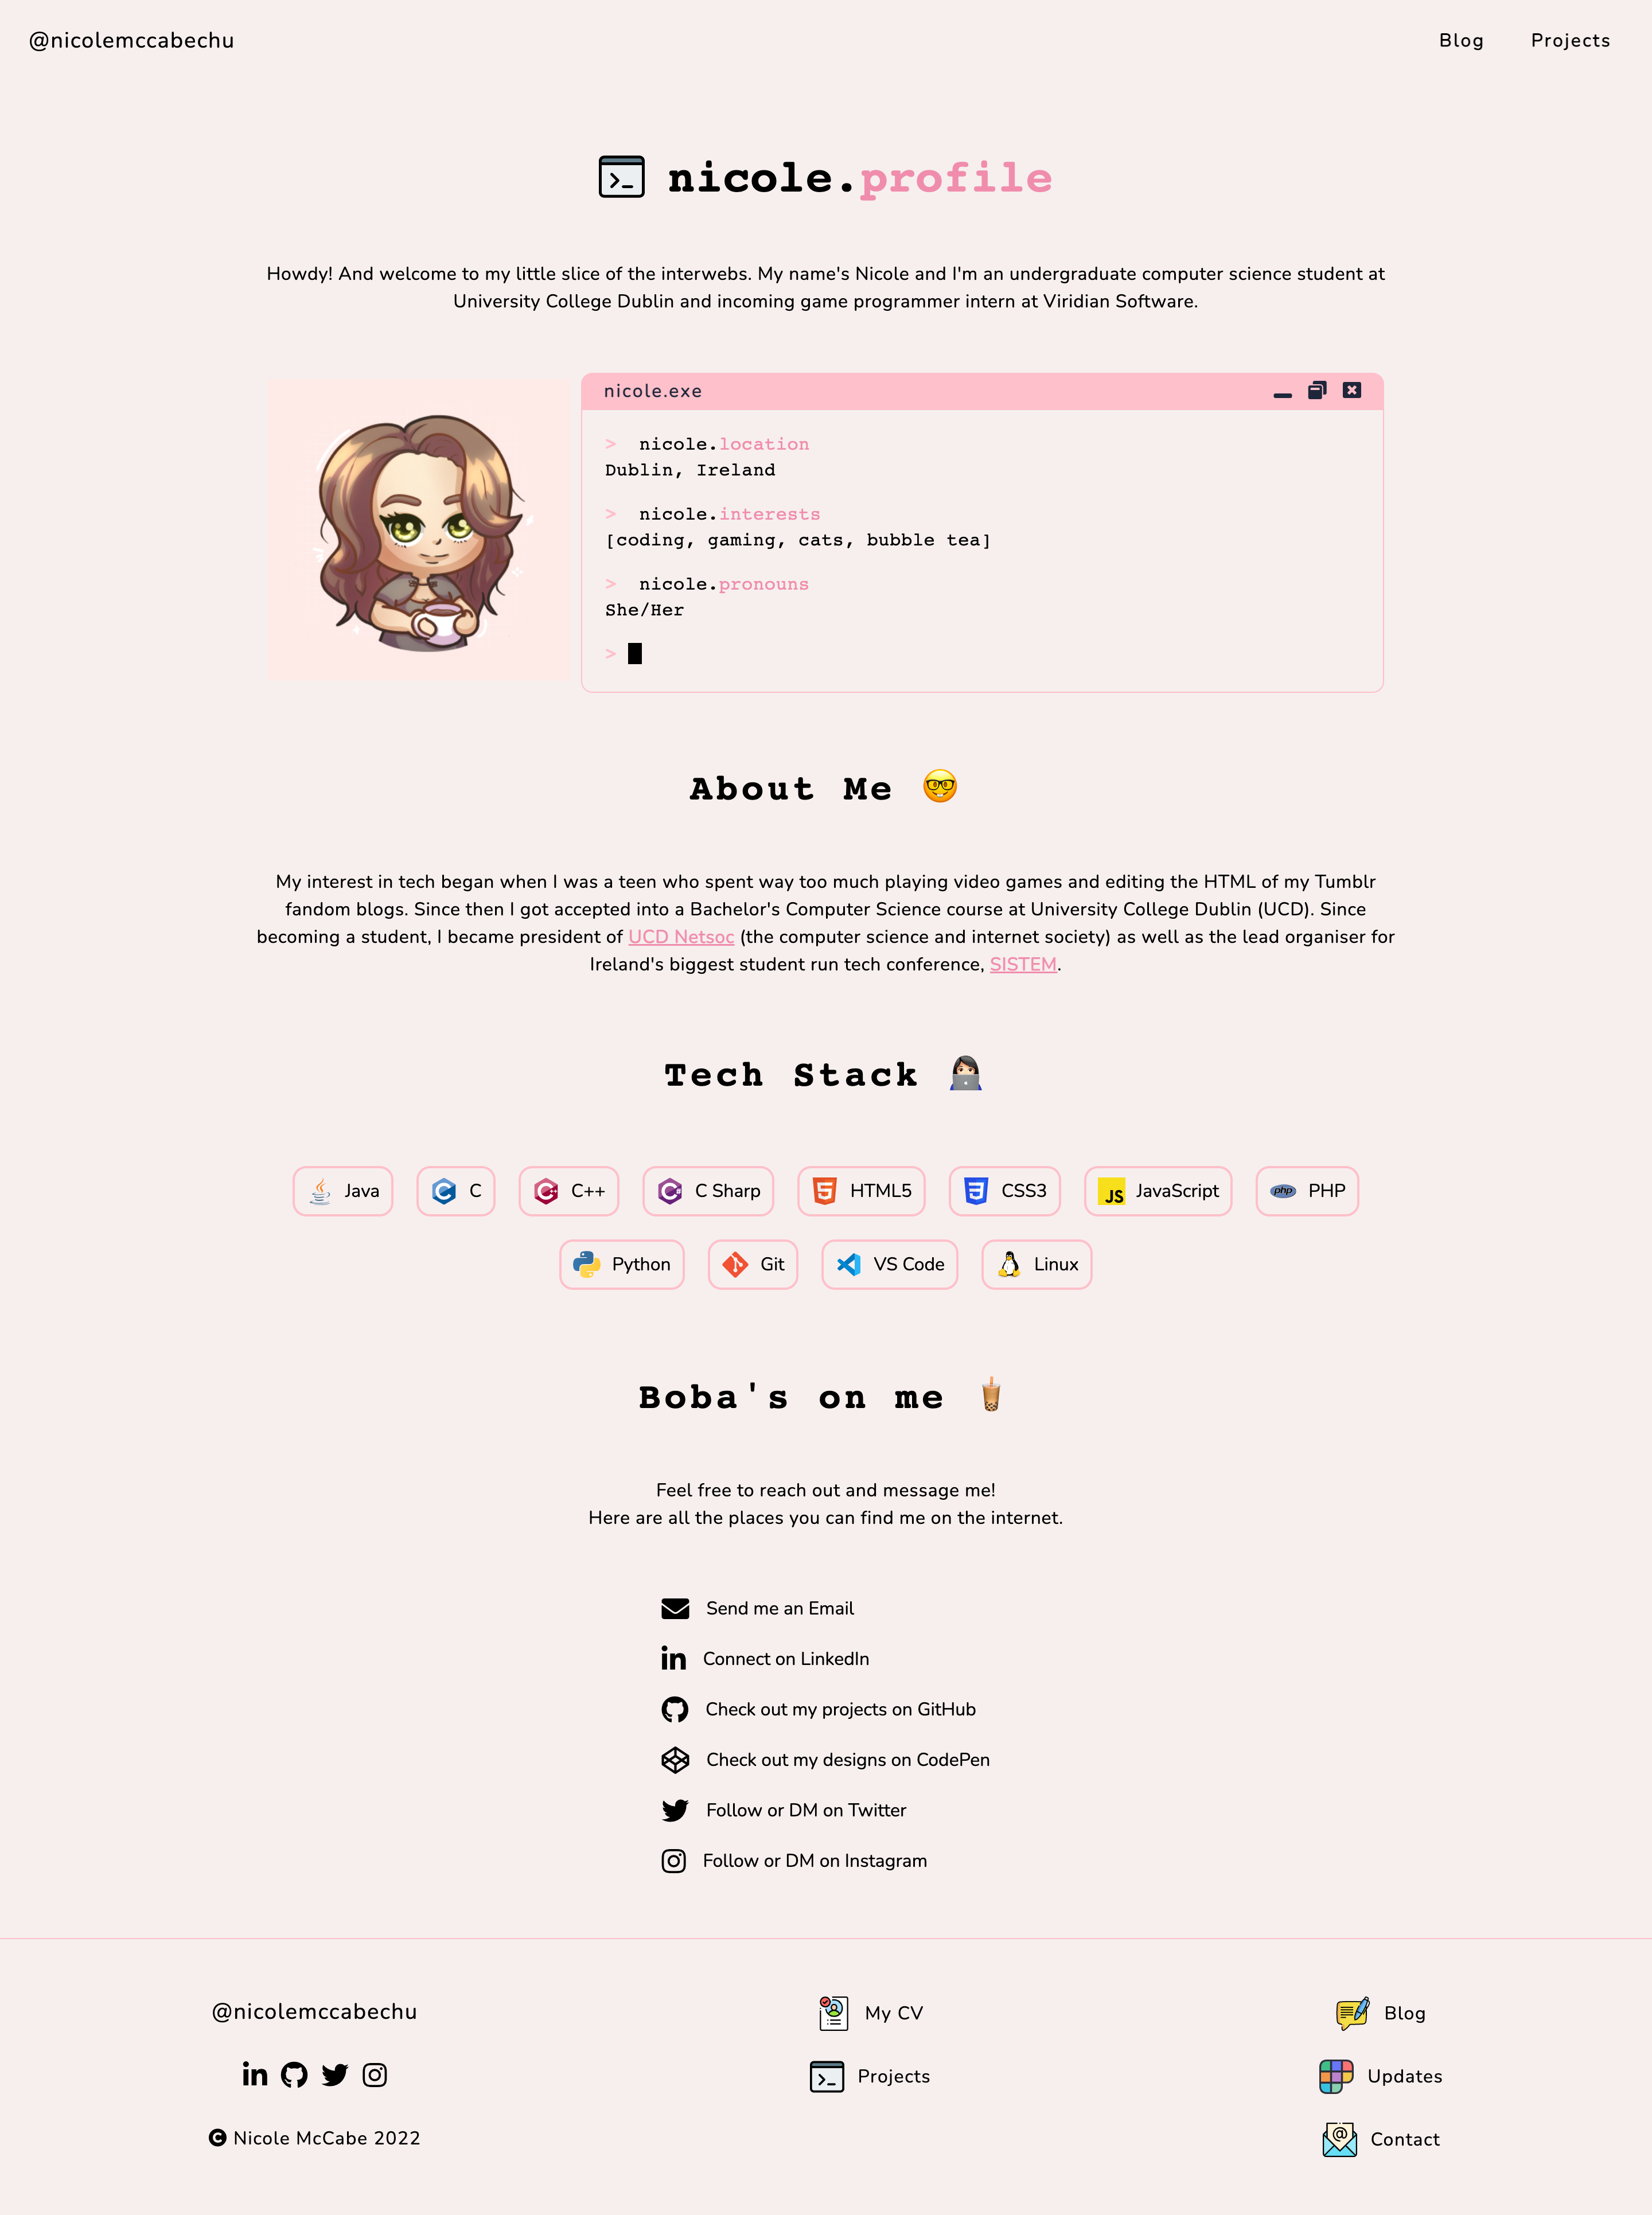 @nicolemccabechu
Blog
Projects
nicole.profile
Howdy! And welcome to my little slice of the interwebs. My name's Nicole and I'm an undergraduate computer science student at
University College Dublin and incoming game programmer intern at Viridian Software.
nicole.exe
> nicole.location
Dublin, Ireland
> nicole.interests
[coding, gaming, cats, bubble tea]
> nicole.pronouns
She/Her
>
About Me 🤓
My interest in tech began when I was a teen who spent way too much playing video games and editing the HTML of my Tumblr
fandom blogs. Since then I got accepted into a Bachelor's Computer Science course at University College Dublin (UCD). Since
becoming a student, I became president of UCD Netsoc (the computer science and internet society) as well as the lead organiser for
Ireland's biggest student run tech conference, SISTEM.
Tech Stack 👩🏻‍💻
Java
C
C++
C Sharp
HTML5
CSS3
JS JavaScript
php PHP
Python
Git
VS Code
Linux
Boba's on me 🧋
Feel free to reach out and message me!
Here are all the places you can find me on the internet.
Send me an Email
in Connect on LinkedIn
Check out my projects on GitHub
Check out my designs on CodePen
Follow or DM on Twitter
Follow or DM on Instagram
@nicolemccabechu
in
© Nicole McCabe 2022
My CV
Projects
Blog
Updates
Contact